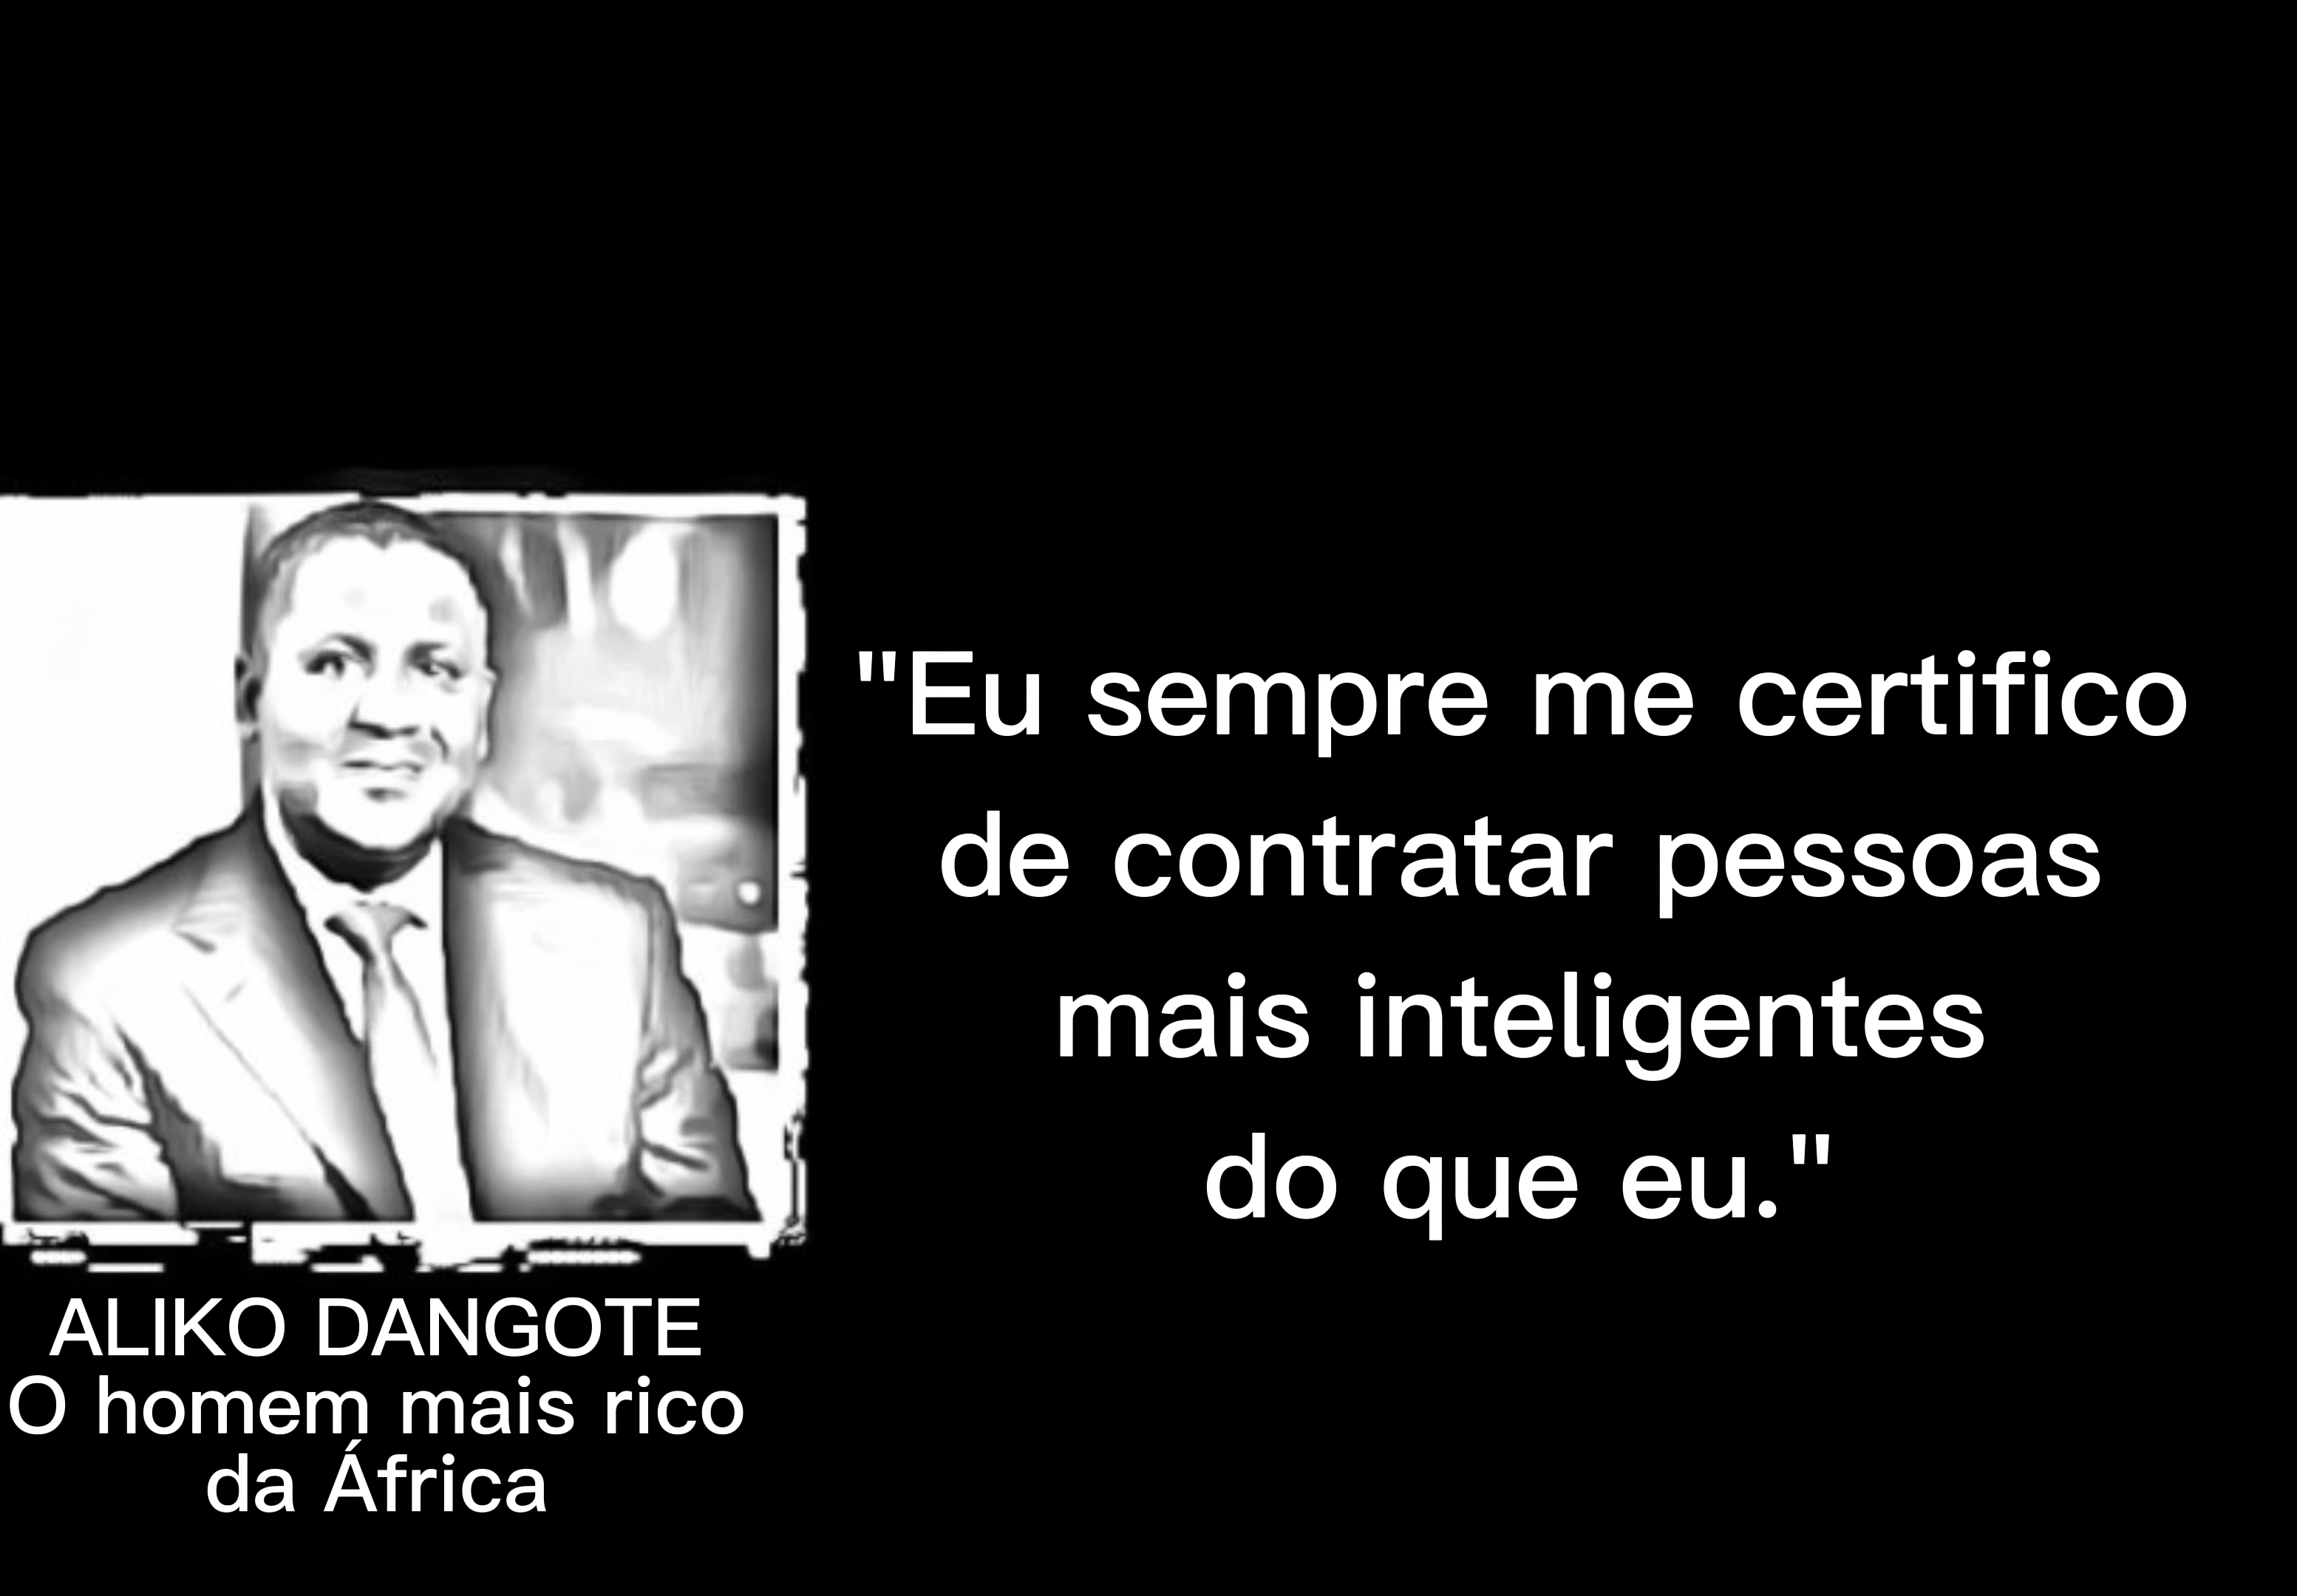 "Eu sempre me certifico
de contratar pessoas
mais inteligentes
do que eu."
ALIKO DANGOTE
O homem mais rico
da África